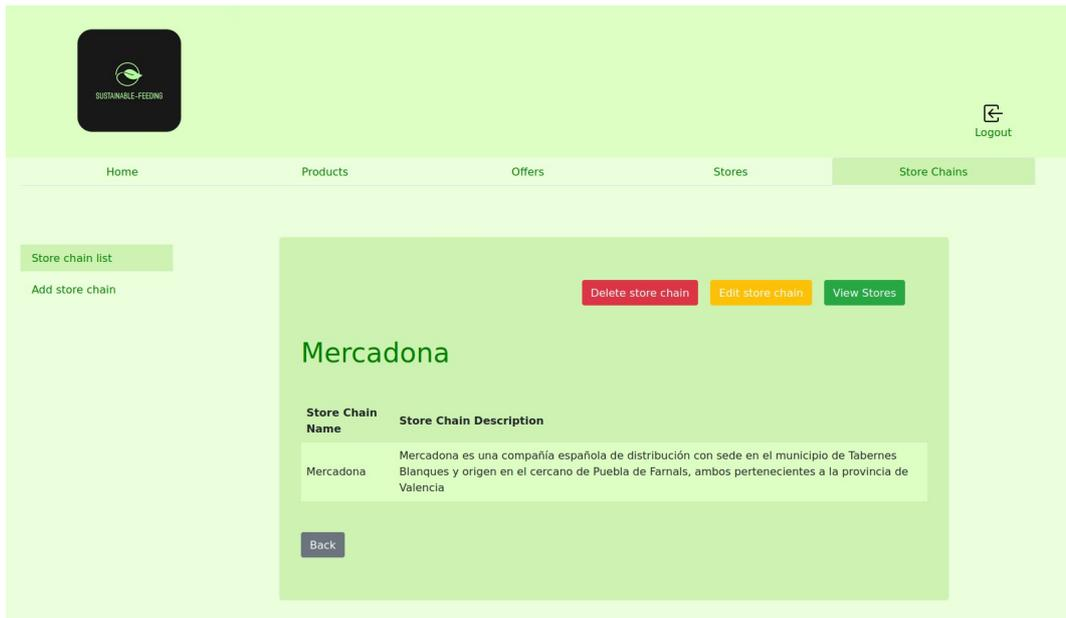 SUSTAINABLE-FEEDING
Logout
Home Products Offers Stores Store Chains
Store chain list
Add store chain
Delete store chain Edit store chain View Stores
Mercadona
Store Chain
Name
Store Chain Description
Mercadona
Mercadona es una compañía española de distribución con sede en el municipio de Tabernes
Blanques y origen en el cercano de Puebla de Farnals, ambos pertenecientes a la provincia de
Valencia
Back